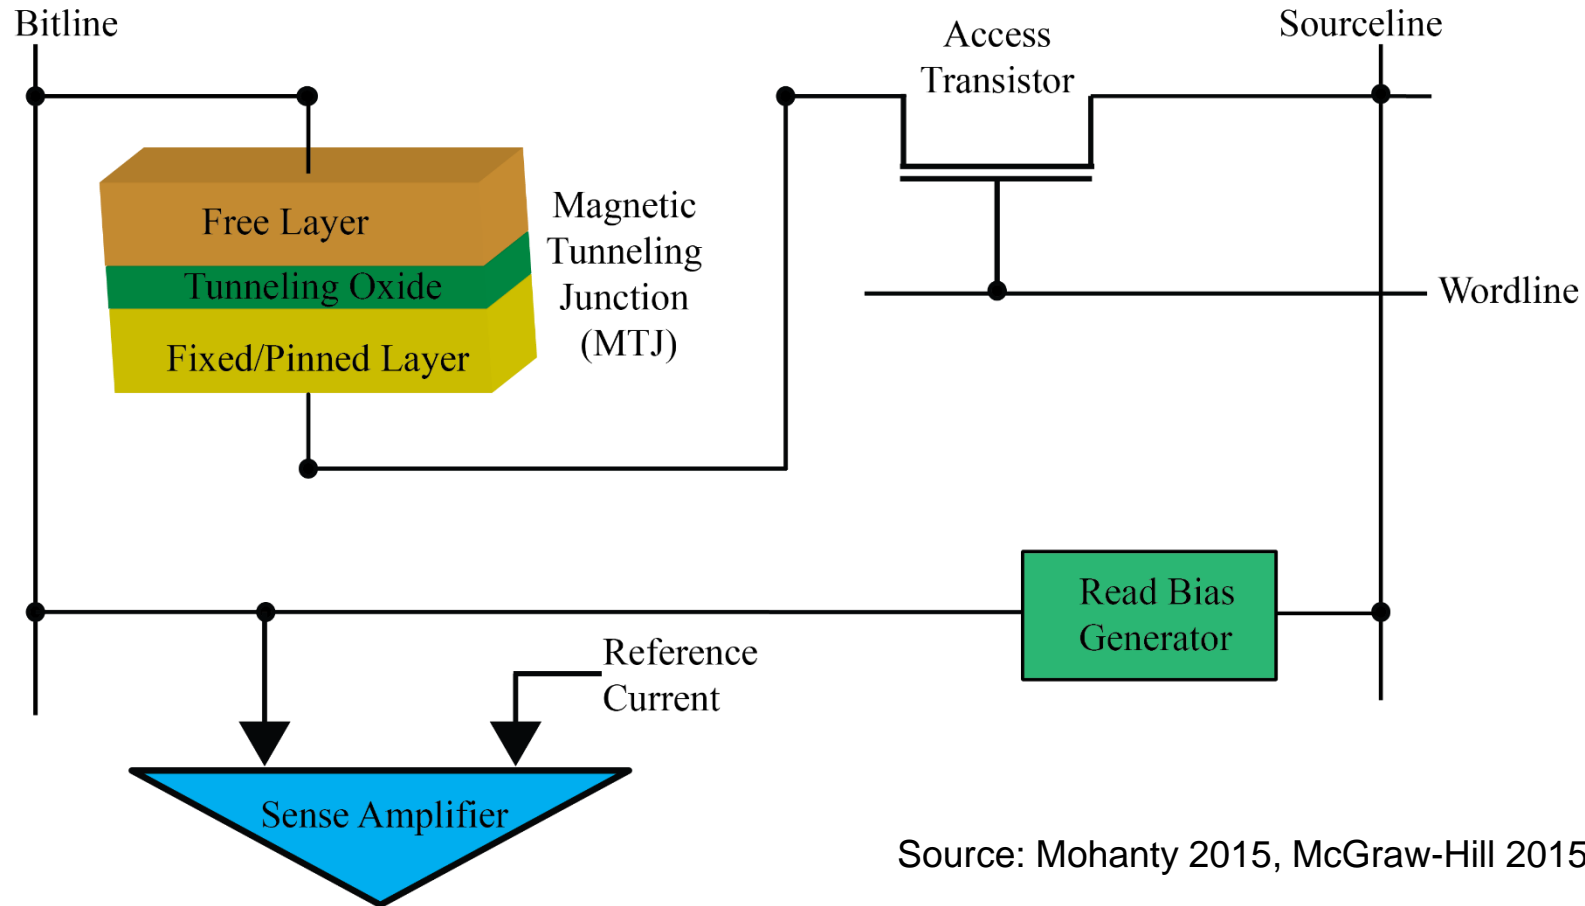 Bitline
Access
Transistor
Sourceline
Free Layer
Tunneling Oxide
Fixed/Pinned Layer
Magnetic
Tunneling
Junction
(MTJ)
Wordline
Read Bias
Generator
Reference
Current
Sense Amplifier
Source: Mohanty 2015, McGraw-Hill 2015